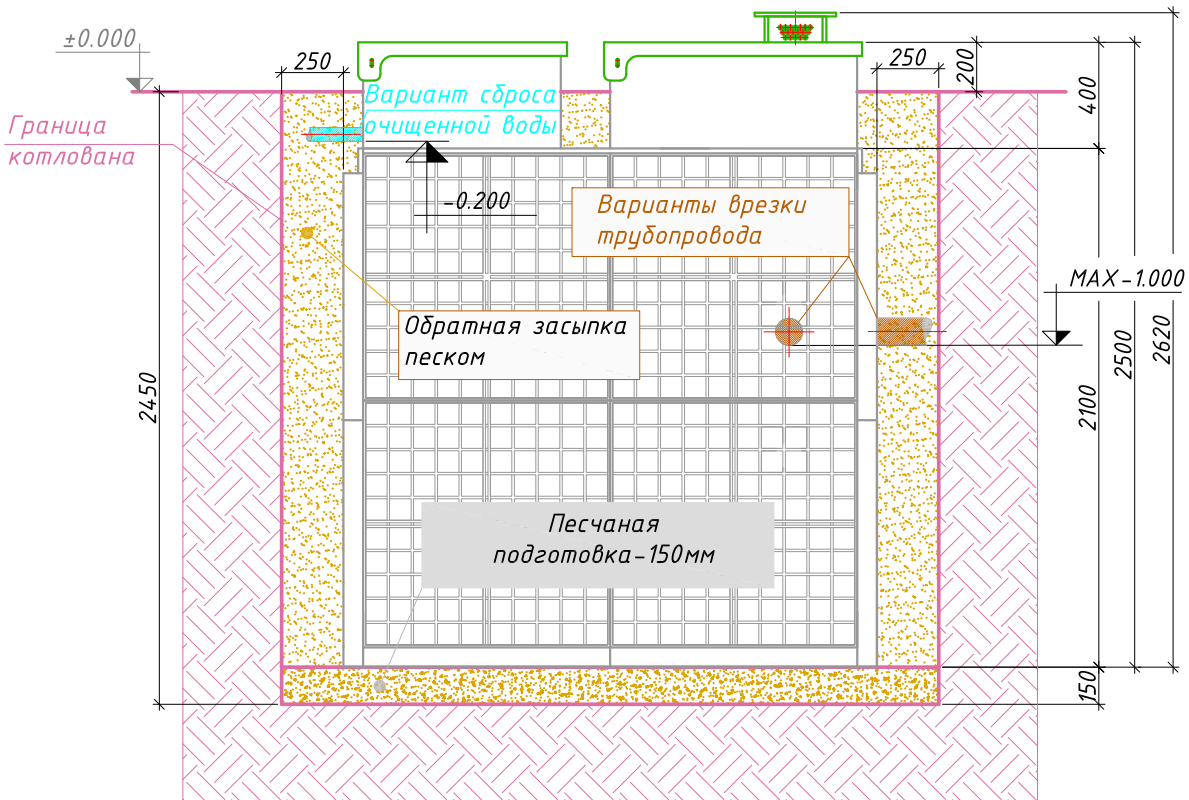 ±0.000
250
250
200
400
Вариант сброса
очищенной воды
Граница
котлована
-0.200
Варианты врезки
трубопровода
MAX-1.000
Обратная засыпка
песком
2450
2100
2500
2620
Песчаная
подготовка-150мм
150